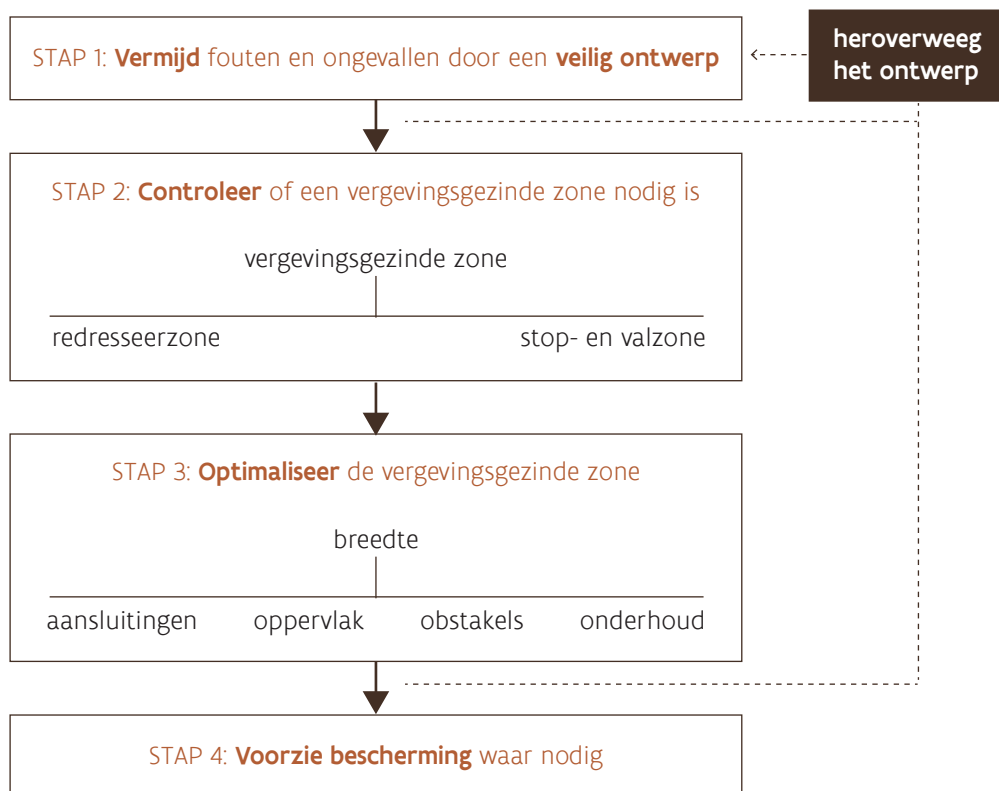 STAP 1: Vermijd fouten en ongevallen door een veilig ontwerp
heroverweeg
het ontwerp
STAP 2: Controleer of een vergevingsgezinde zone nodig is
vergevingsgezinde zone
redresseerzone
stop- en valzone
STAP 3: Optimaliseer de vergevingsgezinde zone
breedte
aansluitingen oppervlak obstakels onderhoud
STAP 4: Voorzie bescherming waar nodig